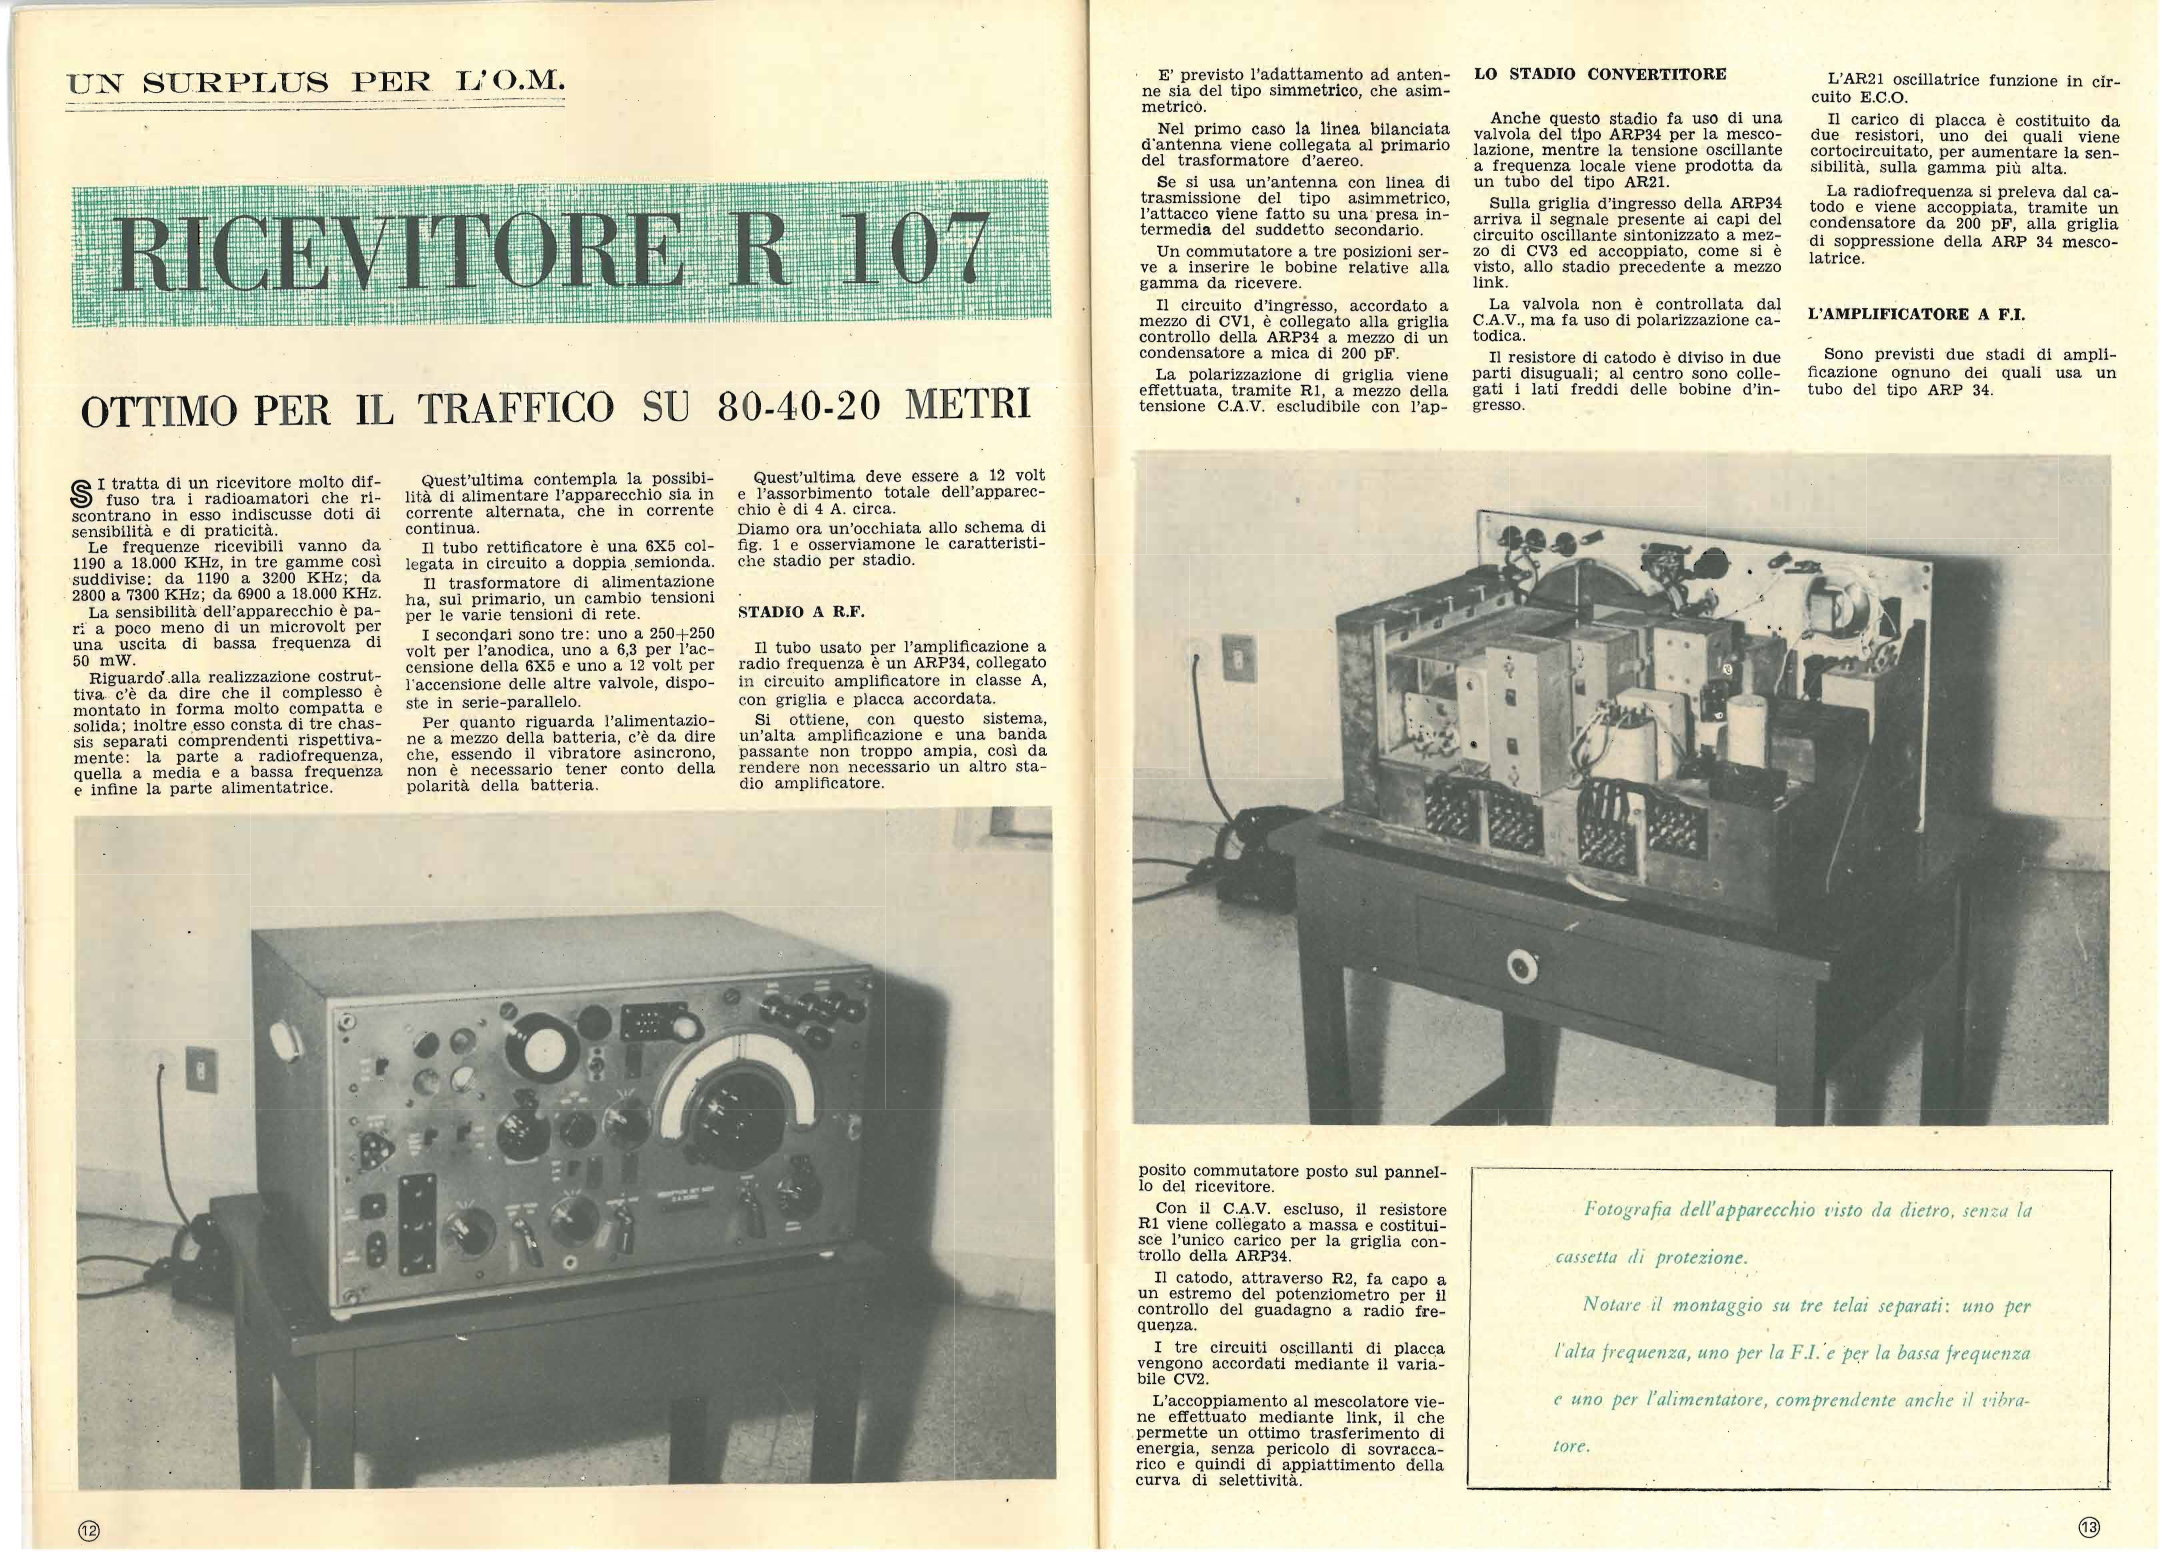 UN SURPLUS PER L'O.M.
RICEVITORE R 107
OTTIMO PER IL TRAFFICO SU 80-40-20 METRI
SI tratta di un ricevitore molto dif-
fuso tra i radioamatori che ri-
scontrano in esso indiscusse doti di
sensibilità e di praticità.
Le frequenze ricevibili vanno da
1190 a 18.000 KHz, in tre gamme così
suddivise: da 1190 a 3200 KHz; da
2800 a 7300 KHz; da 6900 a 18.000 KHz.
La sensibilità dell'apparecchio è pa-
ri a poco meno di un microvolt per
una uscita di bassa frequenza di
50 mW.
Riguardo alla realizzazione costrut-
tiva c'è da dire che il complesso è
montato in forma molto compatta e
solida; inoltre esso consta di tre chas-
sis separati comprendenti rispettiva-
mente: la parte a radiofrequenza,
quella a media e a bassa frequenza
e infine la parte alimentatrice.
Quest'ultima contempla la possibi-
lità di alimentare l'apparecchio sia in
corrente alternata, che in corrente
continua.
Il tubo rettificatore è una 6X5 col-
legata in circuito a doppia semionda.
Il trasformatore di alimentazione
ha, sul primario, un cambio tensioni
per le varie tensioni di rete.
I secondari sono tre: uno a 250+250
volt per l'anodica, uno a 6,3 per l'ac-
censione della 6X5 e uno a 12 volt per
l'accensione delle altre valvole, dispo-
ste in serie-parallelo.
Per quanto riguarda l'alimentazio-
ne a mezzo della batteria, c'è da dire
che, essendo il vibratore asincrono,
non è necessario tener conto della
polarità della batteria.
Quest'ultima deve essere a 12 volt
e l'assorbimento totale dell'apparec-
chio è di 4 A. circa.
Diamo ora un'occhiata allo schema di
fig. 1 e osserviamone le caratteristi-
che stadio per stadio.
STADIO A R.F.
Il tubo usato per l'amplificazione a
radio frequenza è un ARP34, collegato
in circuito amplificatore in classe A,
con griglia e placca accordata.
Si ottiene, con questo sistema,
un'alta amplificazione e una banda
passante non troppo ampia, così da
rendere non necessario un altro sta-
dio amplificatore.
12
E' previsto l'adattamento ad anten-
ne sia del tipo simmetrico, che asim-
metrico.
Nel primo caso la linea bilanciata
d'antenna viene collegata al primario
del trasformatore d'aereo.
Se si usa un'antenna con linea di
trasmissione del tipo asimmetrico,
l'attacco viene fatto su una presa in-
termedia del suddetto secondario.
Un commutatore a tre posizioni ser-
ve a inserire le bobine relative alla
gamma da ricevere.
Il circuito d'ingresso, accordato a
mezzo di CV1, è collegato alla griglia
controllo della ARP34 a mezzo di un
condensatore a mica di 200 pF.
La polarizzazione di griglia viene
effettuata, tramite R1, a mezzo della
tensione C.A.V. escludibile con l'ap-
posito commutatore posto sul pannel-
lo del ricevitore.
Con il C.A.V. escluso, il resistore
R1 viene collegato a massa e costitui-
sce l'unico carico per la griglia con-
trollo della ARP34.
Il catodo, attraverso R2, fa capo a
un estremo del potenziometro per il
controllo del guadagno a radio fre-
quenza.
I tre circuiti oscillanti di placca
vengono accordati mediante il varia-
bile CV2.
L'accoppiamento al mescolatore vie-
ne effettuato mediante link, il che
permette un ottimo trasferimento di
energia, senza pericolo di sovracca-
rico e quindi di appiattimento della
curva di selettività.
LO STADIO CONVERTITORE
Anche questo stadio fa uso di una
valvola del tipo ARP34 per la mesco-
lazione, mentre la tensione oscillante
a frequenza locale viene prodotta da
un tubo del tipo AR21.
Sulla griglia d'ingresso della ARP34
arriva il segnale presente ai capi del
circuito oscillante sintonizzato a mez-
zo di CV3 ed accoppiato, come si è
visto, allo stadio precedente a mezzo
link.
La valvola non è controllata dal
C.A.V., ma fa uso di polarizzazione ca-
todica.
Il resistore di catodo è diviso in due
parti disuguali; al centro sono colle-
gati i lati freddi delle bobine d'in-
gresso.
L'AR21 oscillatrice funzione in cir-
cuito E.C.O.
Il carico di placca è costituito da
due resistori, uno dei quali viene
cortocircuitato, per aumentare la sen-
sibilità, sulla gamma più alta.
La radiofrequenza si preleva dal ca-
todo e viene accoppiata, tramite un
condensatore da 200 pF, alla griglia
di soppressione della ARP 34 mesco-
latrice.
L'AMPLIFICATORE A F.I.
Sono previsti due stadi di ampli-
ficazione ognuno dei quali usa un
tubo del tipo ARP 34.
Fotografia dell'apparecchio visto da dietro, senza la
cassetta di protezione.
Notare il montaggio su tre telai separati: uno per
l'alta frequenza, uno per la F.I. e per la bassa frequenza
e uno per l'alimentatore, comprendente anche il vibra-
tore.
13